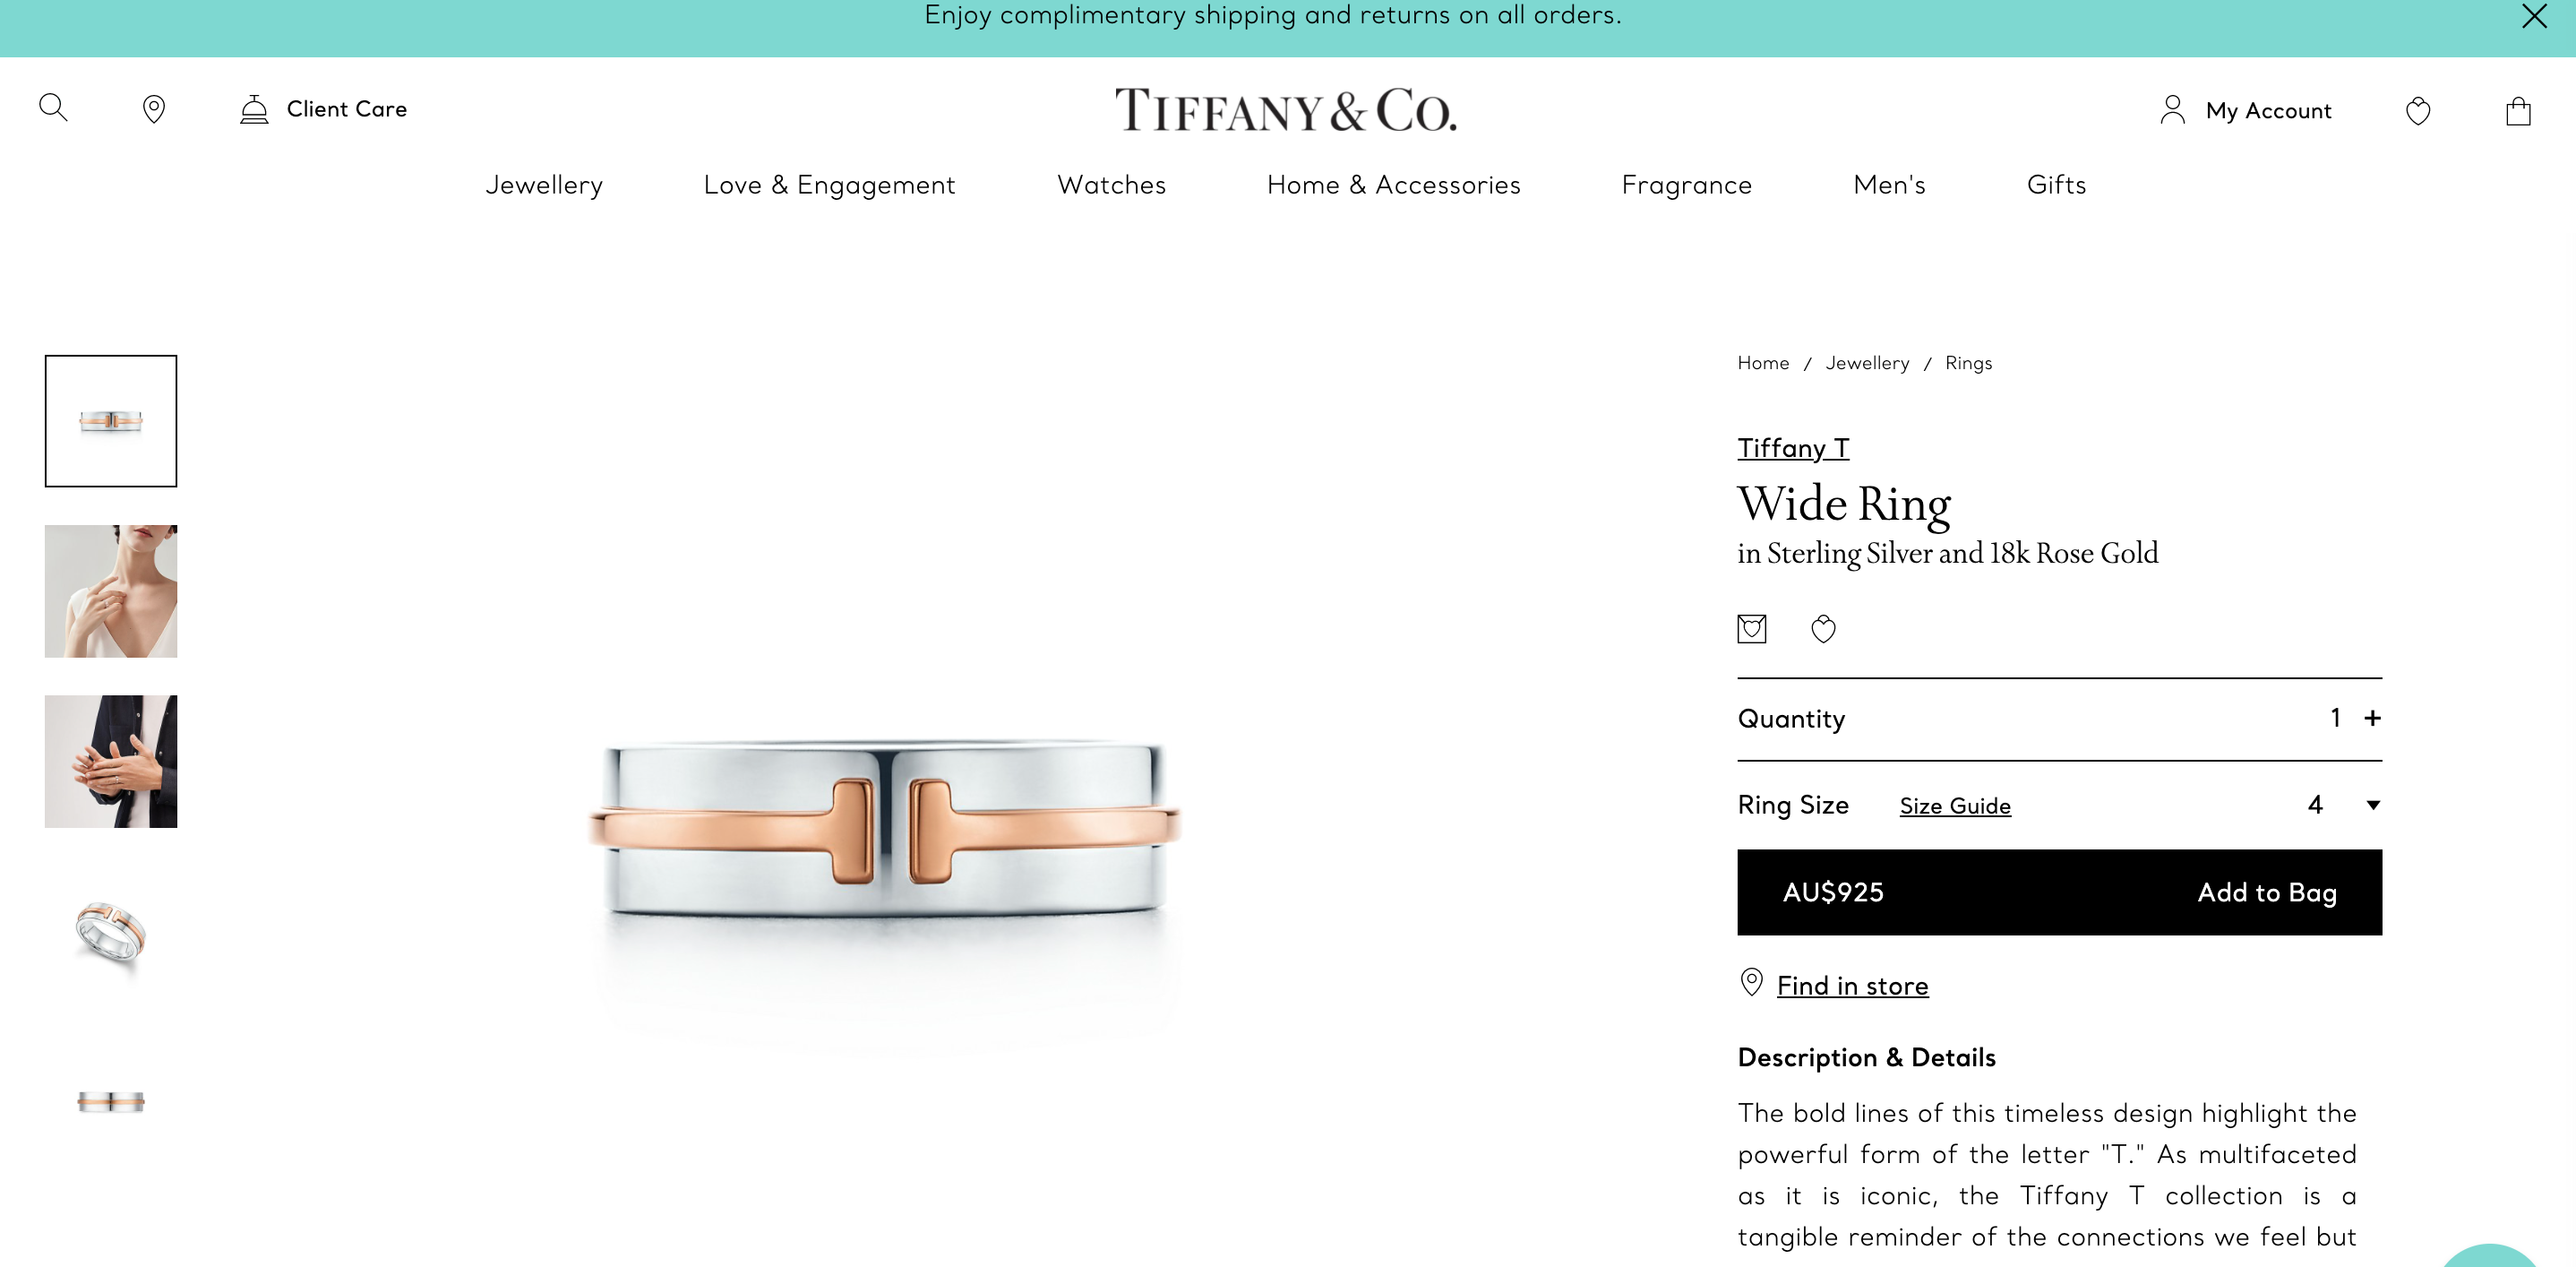 Enjoy complimentary shipping and returns on all orders.
Client Care
TIFFANY & CO.
My Account
Jewellery
Love & Engagement
Watches
Home & Accessories
Fragrance
Men's
Gifts
Home / Jewellery / Rings
Tiffany T
Wide Ring
in Sterling Silver and 18k Rose Gold
Quantity 1 +
Ring Size Size Guide 4
AU$925 Add to Bag
Find in store
Description & Details
The bold lines of this timeless design highlight the
powerful form of the letter "T." As multifaceted
as it is iconic, the Tiffany T collection is a
tangible reminder of the connections we feel but